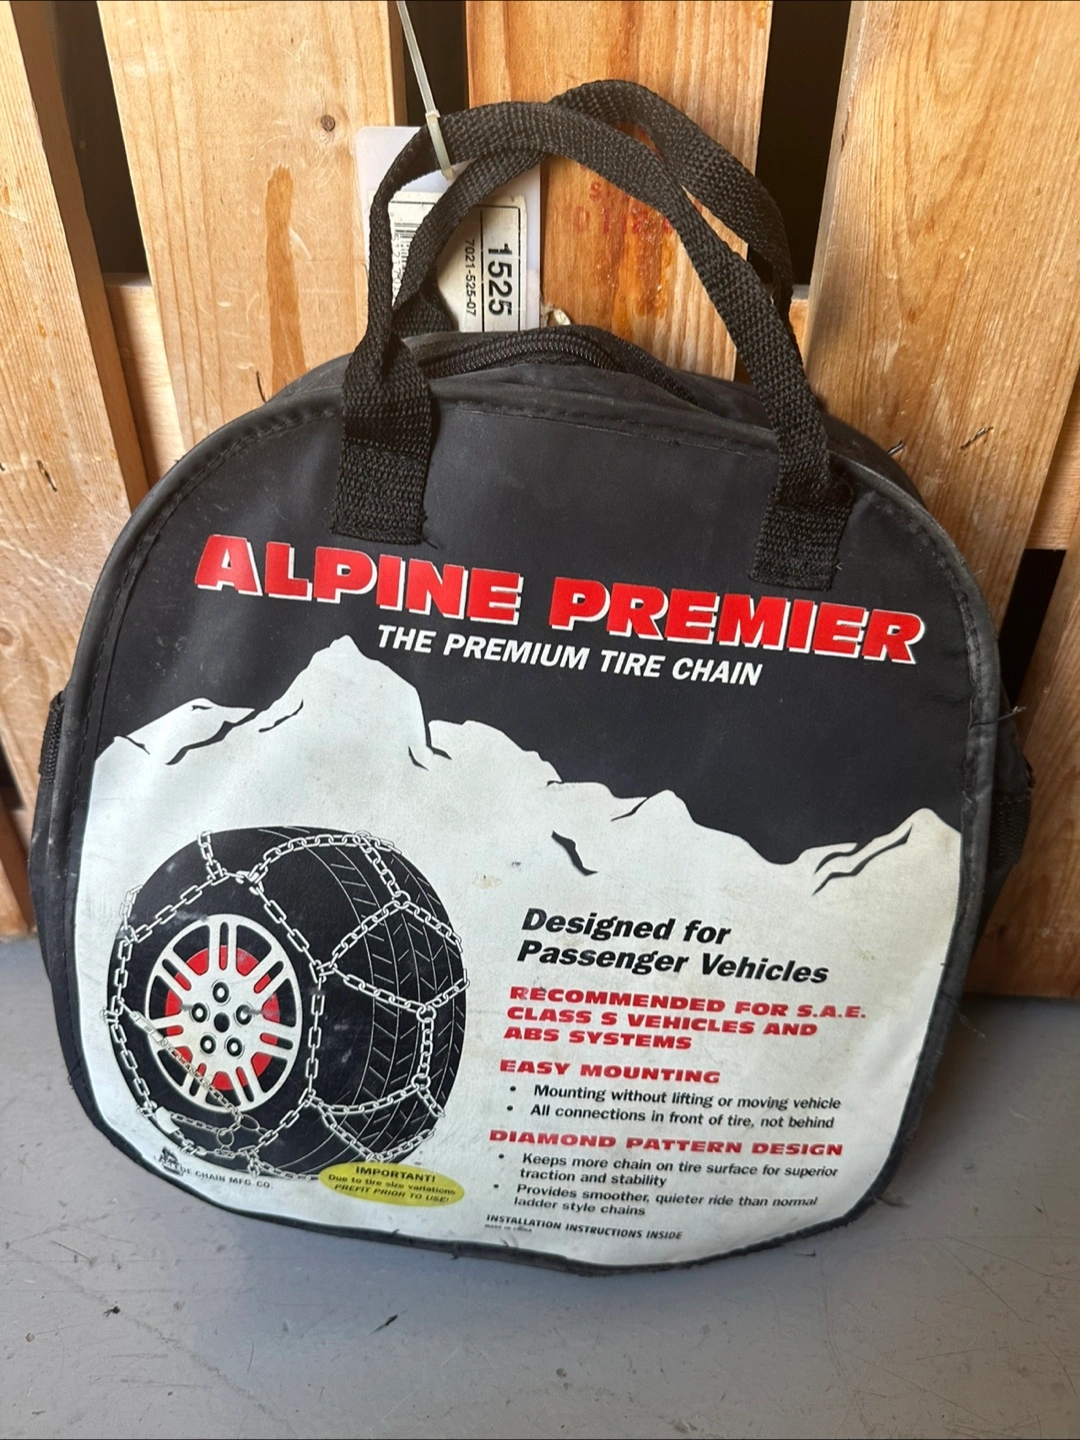 1525
7021-525-07
ALPINE PREMIER
THE PREMIUM TIRE CHAIN
Designed for
Passenger Vehicles
RECOMMENDED FOR S.A.E.
CLASS S VEHICLES AND
ABS SYSTEMS
EASY MOUNTING
• Mounting without lifting or moving vehicle
• All connections in front of tire, not behind
DIAMOND PATTERN DESIGN
• Keeps more chain on tire surface for superior
traction and stability
• Provides smoother, quieter ride than normal
ladder style chains
INSTALLATION INSTRUCTIONS INSIDE
MADE IN CHINA
CHAIN MFG. CO.
IMPORTANT!
Due to tire size variations
PREFIT PRIOR TO USE!